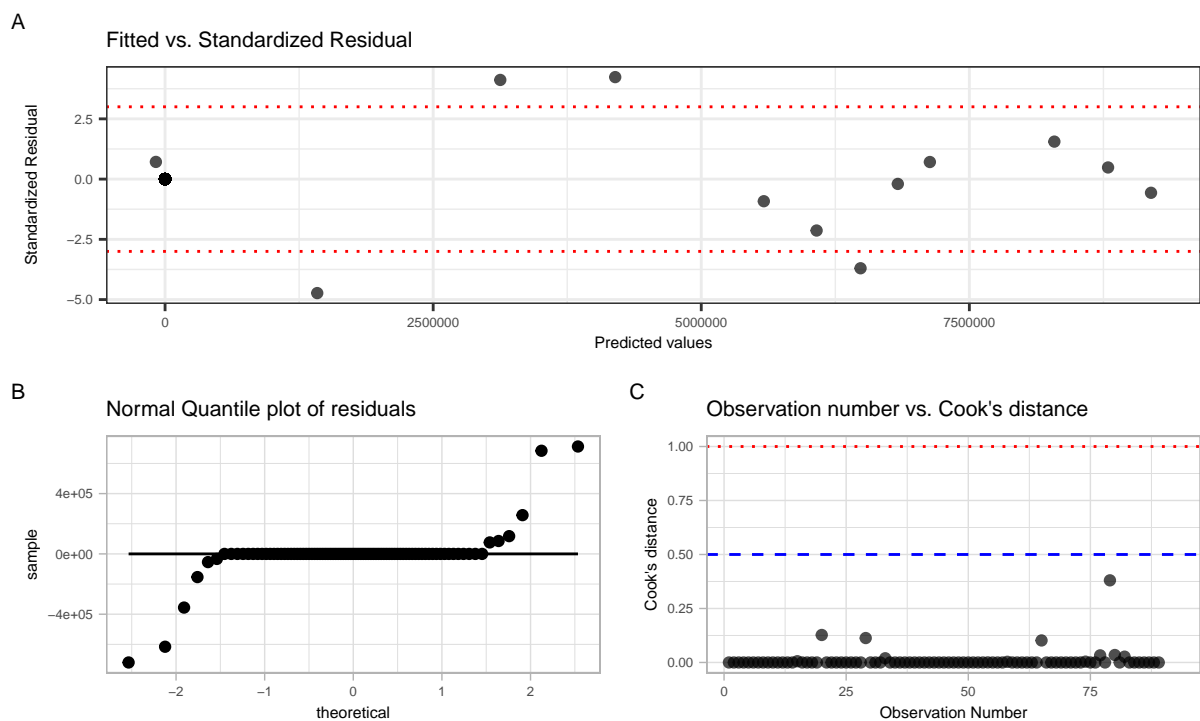 A
Fitted vs. Standardized Residual
Standardized Residual
2.5
0.0
−2.5
−5.0
0
2500000
5000000
7500000
Predicted values
B
Normal Quantile plot of residuals
sample
4e+05
0e+00
−4e+05
−2
−1
0
1
2
theoretical
C
Observation number vs. Cook's distance
Cook's distance
1.00
0.75
0.50
0.25
0.00
0
25
50
75
Observation Number